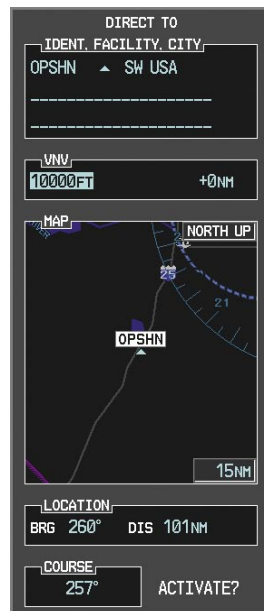 DIRECT TO
IDENT, FACILITY, CITY
OPSHN SW USA
VNV
10000FT +0NM
MAP
NORTH UP
25
21
OPSHN
15NM
LOCATION
BRG 260° DIS 101NM
COURSE
257° ACTIVATE?